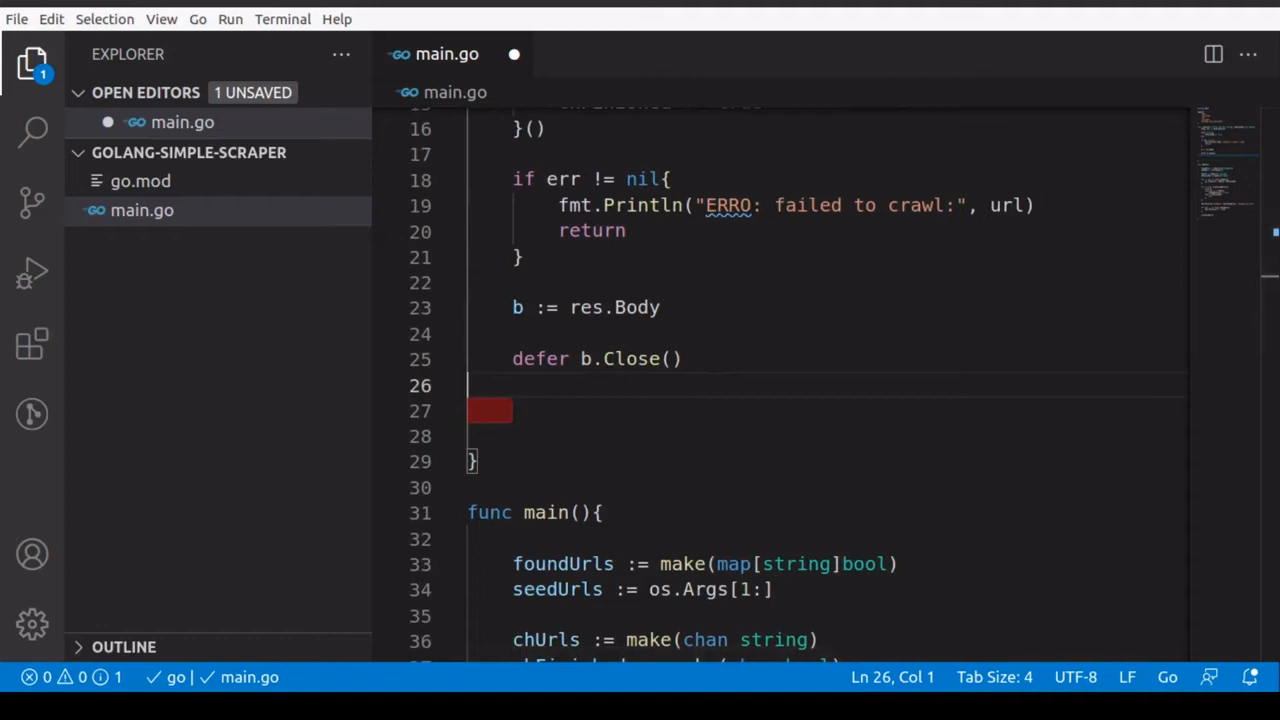 File Edit Selection View Go Run Terminal Help
EXPLORER ···
OPEN EDITORS 1 UNSAVED
main.go
GOLANG-SIMPLE-SCRAPER
go.mod
main.go
OUTLINE
1
GO main.go
GO main.go
16 }()
17
18 if err != nil{
19 fmt.Println("ERRO: failed to crawl:", url)
20 return
21 }
22
23 b := res.Body
24
25 defer b.Close()
26
27
28
29 }
30
31 func main(){
32
33 foundUrls := make(map[string]bool)
34 seedUrls := os.Args[1:]
35
36 chUrls := make(chan string)
0 0 1 go | main.go Ln 26, Col 1 Tab Size: 4 UTF-8 LF Go